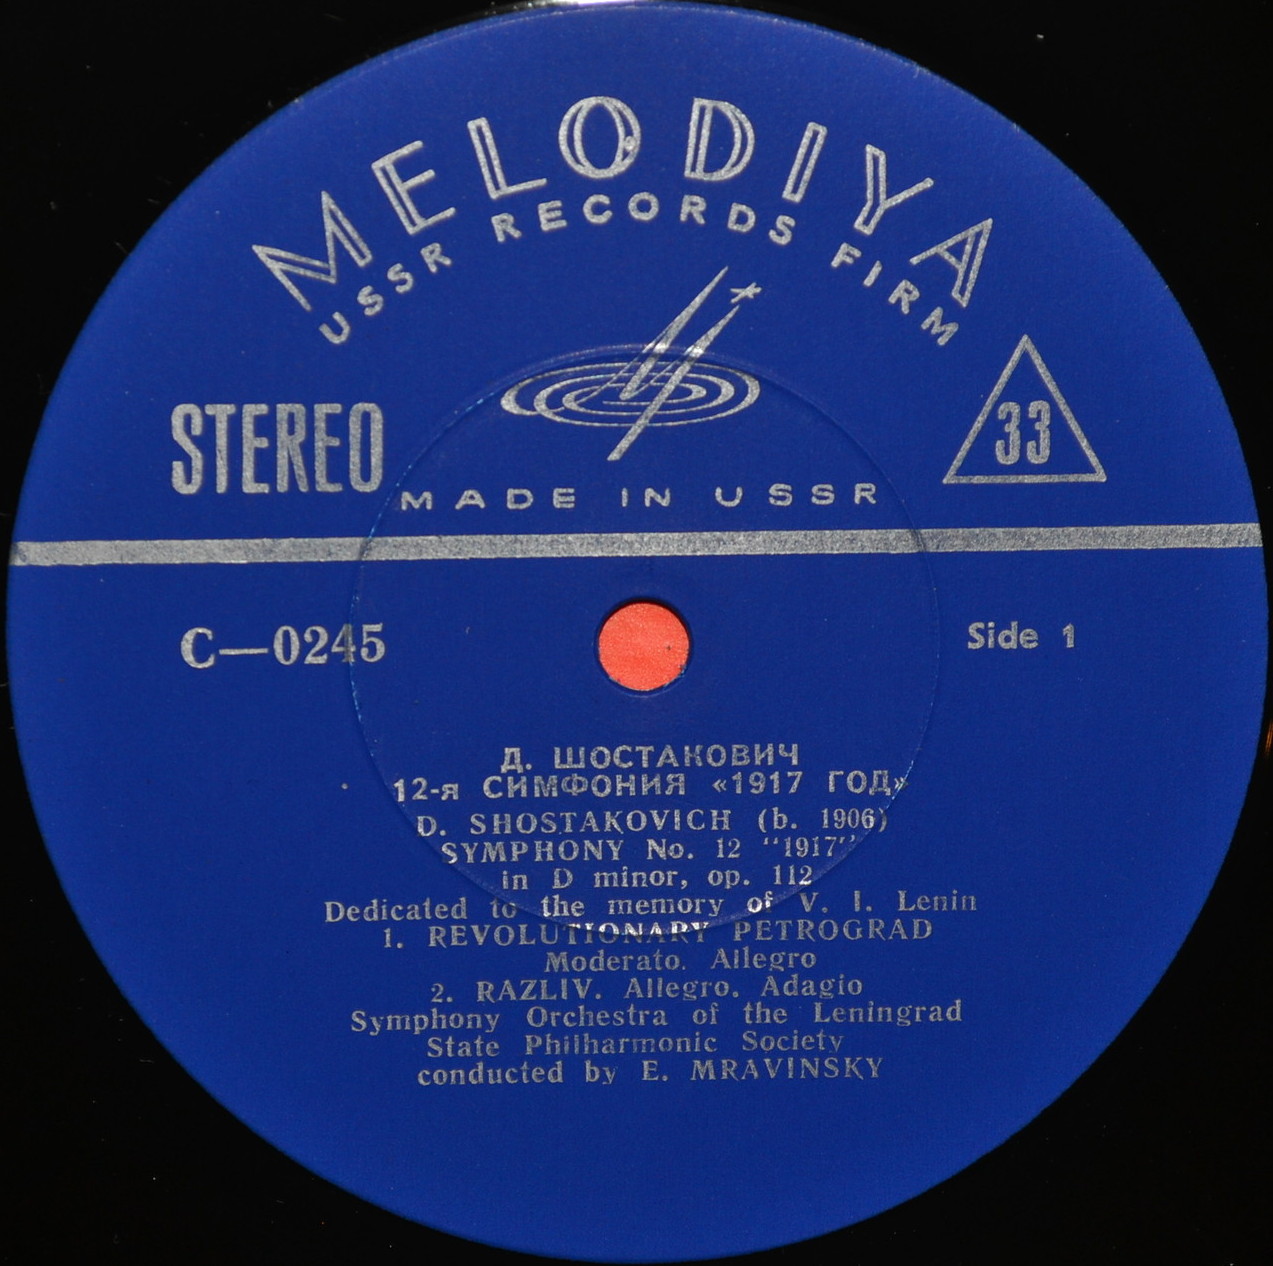 MELODIYA
USSR RECORDS FIRM
STEREO
33
MADE IN USSR
С—0245
Side 1
Д. ШОСТАКОВИЧ
12-я СИМФОНИЯ «1917 ГОД»
D. SHOSTAKOVICH (b. 1906)
SYMPHONY No. 12 "1917"
in D minor, op. 112
Dedicated to the memory of V. I. Lenin
1. REVOLUTIONARY PETROGRAD
Moderato. Allegro
2. RAZLIV. Allegro. Adagio
Symphony Orchestra of the Leningrad
State Philharmonic Society
conducted by E. MRAVINSKY